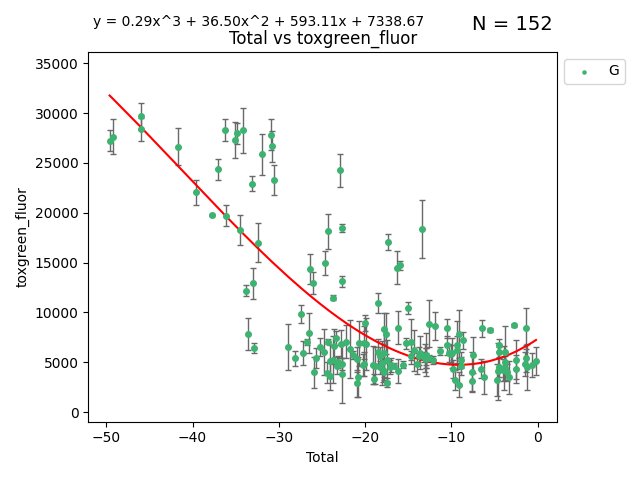 y = 0.29x^3 + 36.50x^2 + 593.11x + 7338.67
N = 152
Total vs toxgreen_fluor
G
35000
30000
25000
20000
15000
10000
5000
0
toxgreen_fluor
−50 −40 −30 −20 −10 0
Total